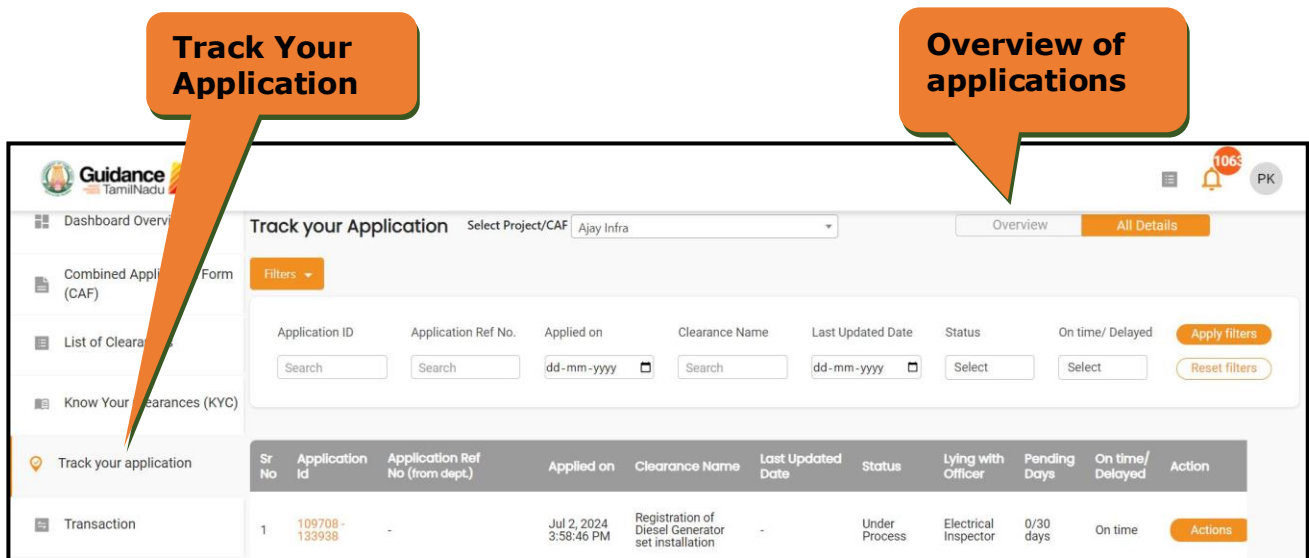 Track Your
Application
Overview of
applications
Guidance
TamilNadu
1063
PK
Dashboard
Track your Application
Select Project/CAF
Ajay Infra
Overview
All Details
Combined Form
(CAF)
Filters
List of
Application ID
Application Ref No.
Applied on
Clearance Name
Last Updated Date
Status
On time/ Delayed
Apply filters
Search
Search
dd-mm-yyyy
Search
dd-mm-yyyy
Select
Select
Reset filters
Know Your (KYC)
Track your application
Sr
No
Application
Id
Application Ref
No (from dept.)
Applied on
Clearance Name
Last Updated
Date
Status
Lying with
Officer
Pending
Days
On time/
Delayed
Action
Transaction
1
109708 -
133938
-
Jul 2, 2024
3:58:46 PM
Registration of
Diesel Generator
set installation
-
Under
Process
Electrical
Inspector
0/30
days
On time
Actions